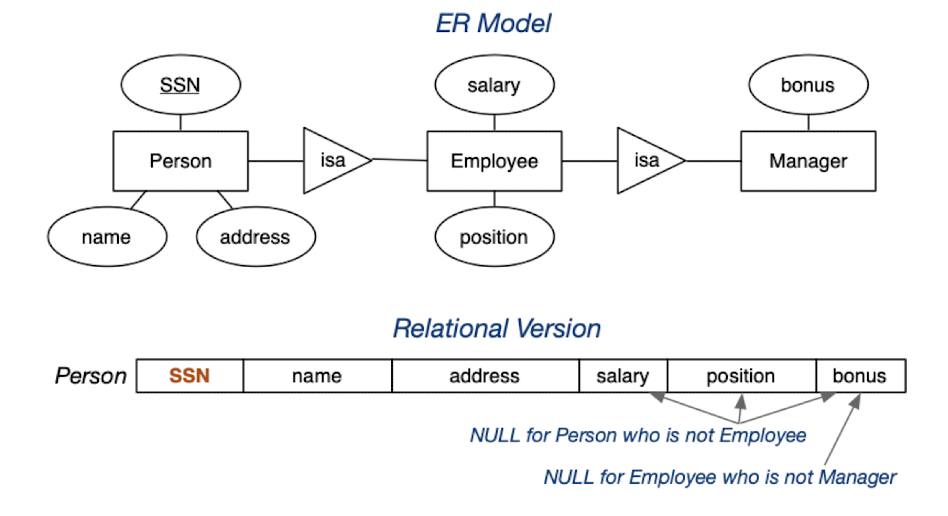 ER Model
SSN
salary
bonus
Person
isa
Employee
isa
Manager
name
address
position
Relational Version
Person SSN name address salary position bonus
NULL for Person who is not Employee
NULL for Employee who is not Manager